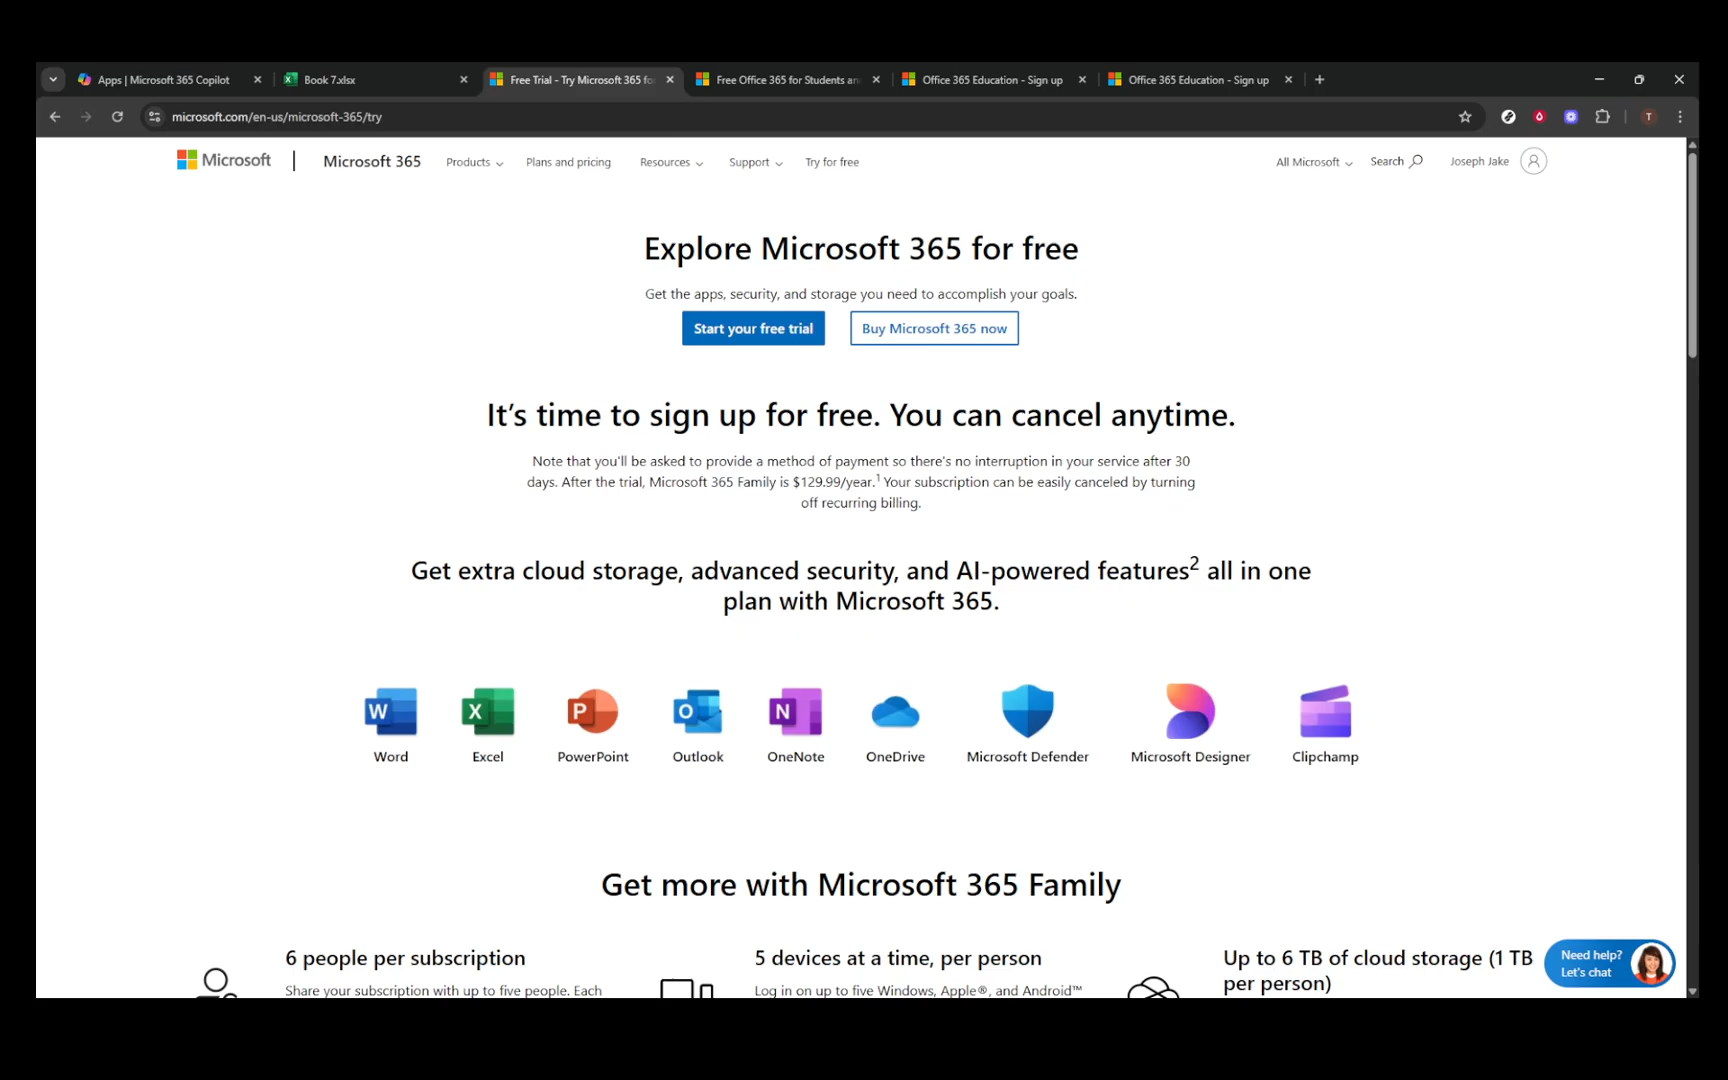 Apps | Microsoft 365 Copilot
Book 7.xlsx
Free Trial - Try Microsoft 365 fo
Free Office 365 for Students an
Office 365 Education - Sign up
Office 365 Education - Sign up
microsoft.com/en-us/microsoft-365/try
T
Microsoft
Microsoft 365
Products
Plans and pricing
Resources
Support
Try for free
All Microsoft
Search
Joseph Jake
Explore Microsoft 365 for free
Get the apps, security, and storage you need to accomplish your goals.
Start your free trial
Buy Microsoft 365 now
It's time to sign up for free. You can cancel anytime.
Note that you'll be asked to provide a method of payment so there's no interruption in your service after 30
days. After the trial, Microsoft 365 Family is $129.99/year.¹ Your subscription can be easily canceled by turning
off recurring billing.
Get extra cloud storage, advanced security, and AI-powered features² all in one
plan with Microsoft 365.
W
X
P
O
N
Word
Excel
PowerPoint
Outlook
OneNote
OneDrive
Microsoft Defender
Microsoft Designer
Clipchamp
Get more with Microsoft 365 Family
6 people per subscription
Share your subscription with up to five people. Each
5 devices at a time, per person
Log in on up to five Windows, Apple®, and Android™
Up to 6 TB of cloud storage (1 TB
per person)
Need help?
Let's chat